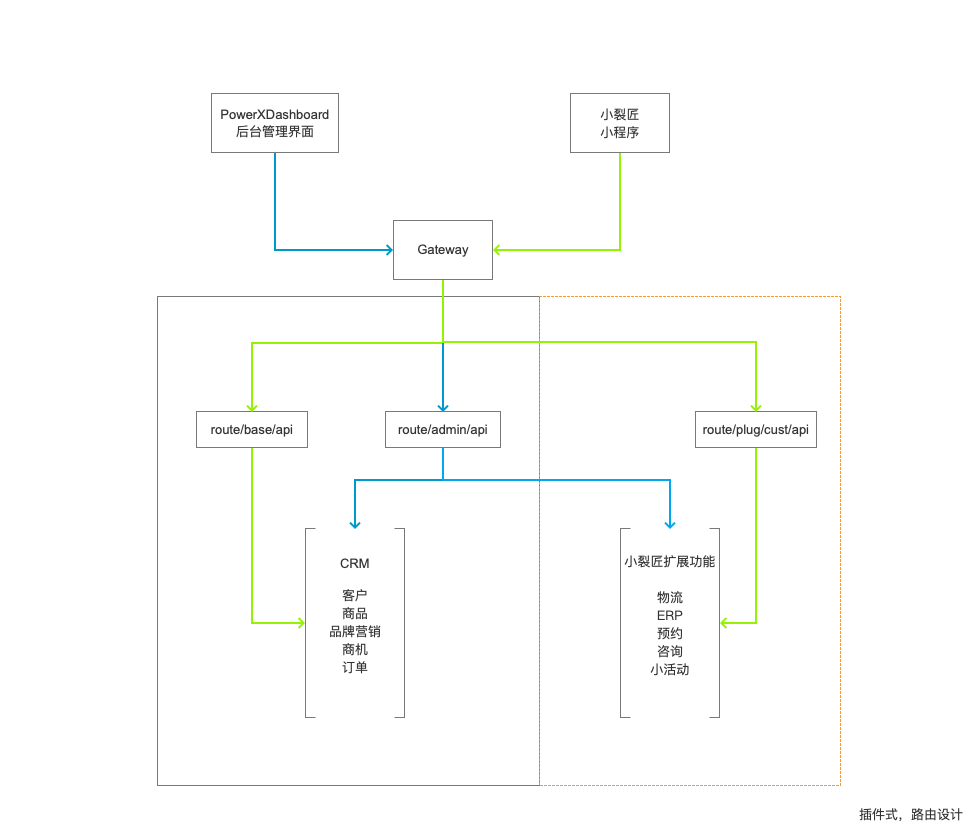 PowerXDashboard
后台管理界面
小裂匠
小程序
Gateway
route/base/api
route/admin/api
route/plug/cust/api
CRM
客户
商品
品牌营销
商机
订单
小裂匠扩展功能
物流
ERP
预约
咨询
小活动
插件式，路由设计